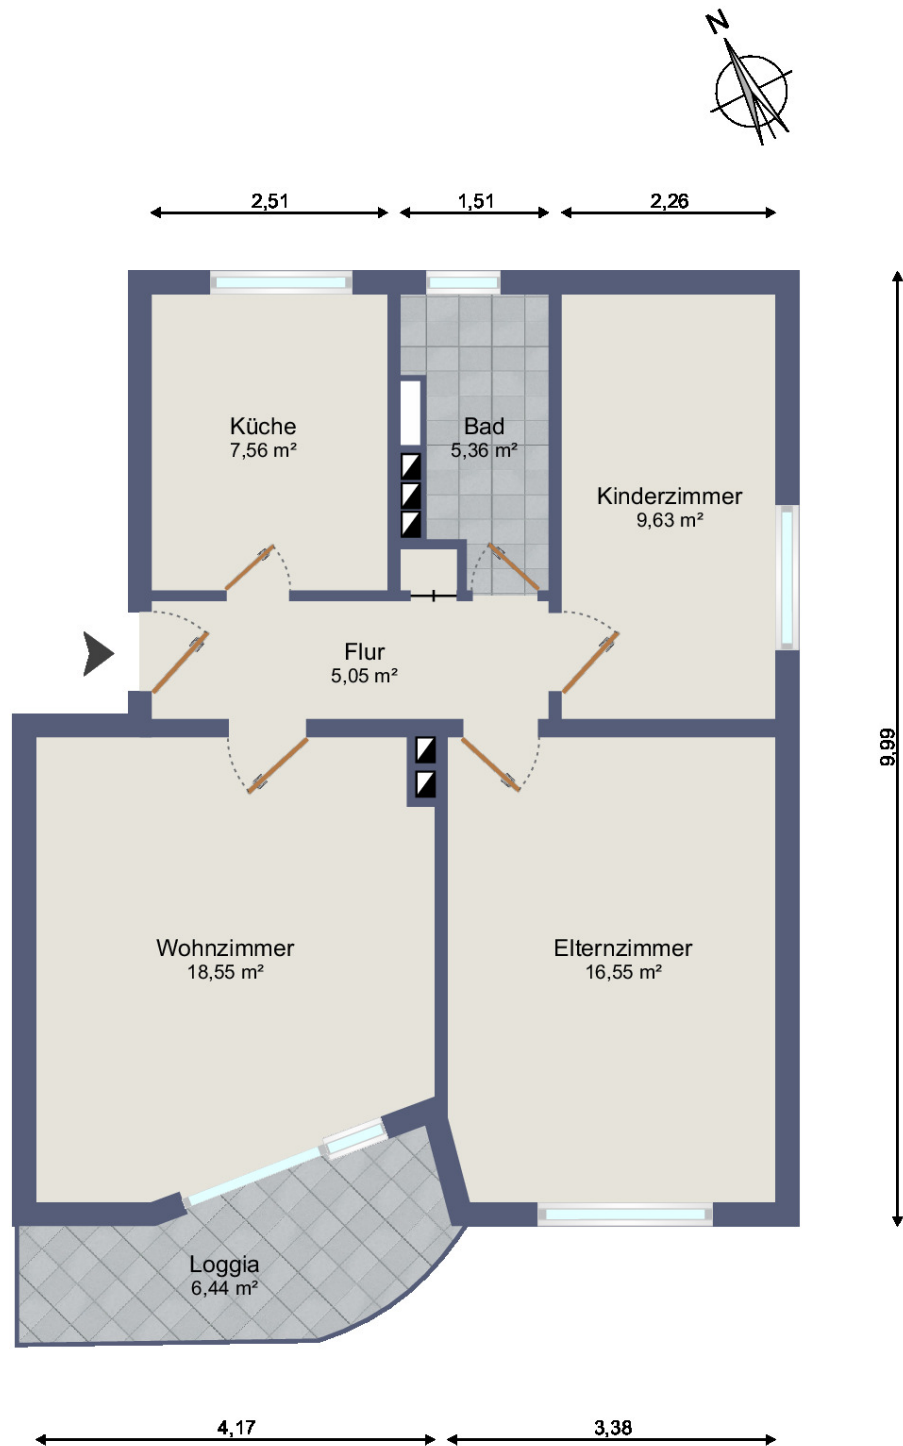 N
2,51
1,51
2,26
Küche
7,56 m²
Bad
5,36 m²
Kinderzimmer
9,63 m²
Flur
5,05 m²
9,99
Wohnzimmer
18,55 m²
Elternzimmer
16,55 m²
Loggia
6,44 m²
4,17
3,38